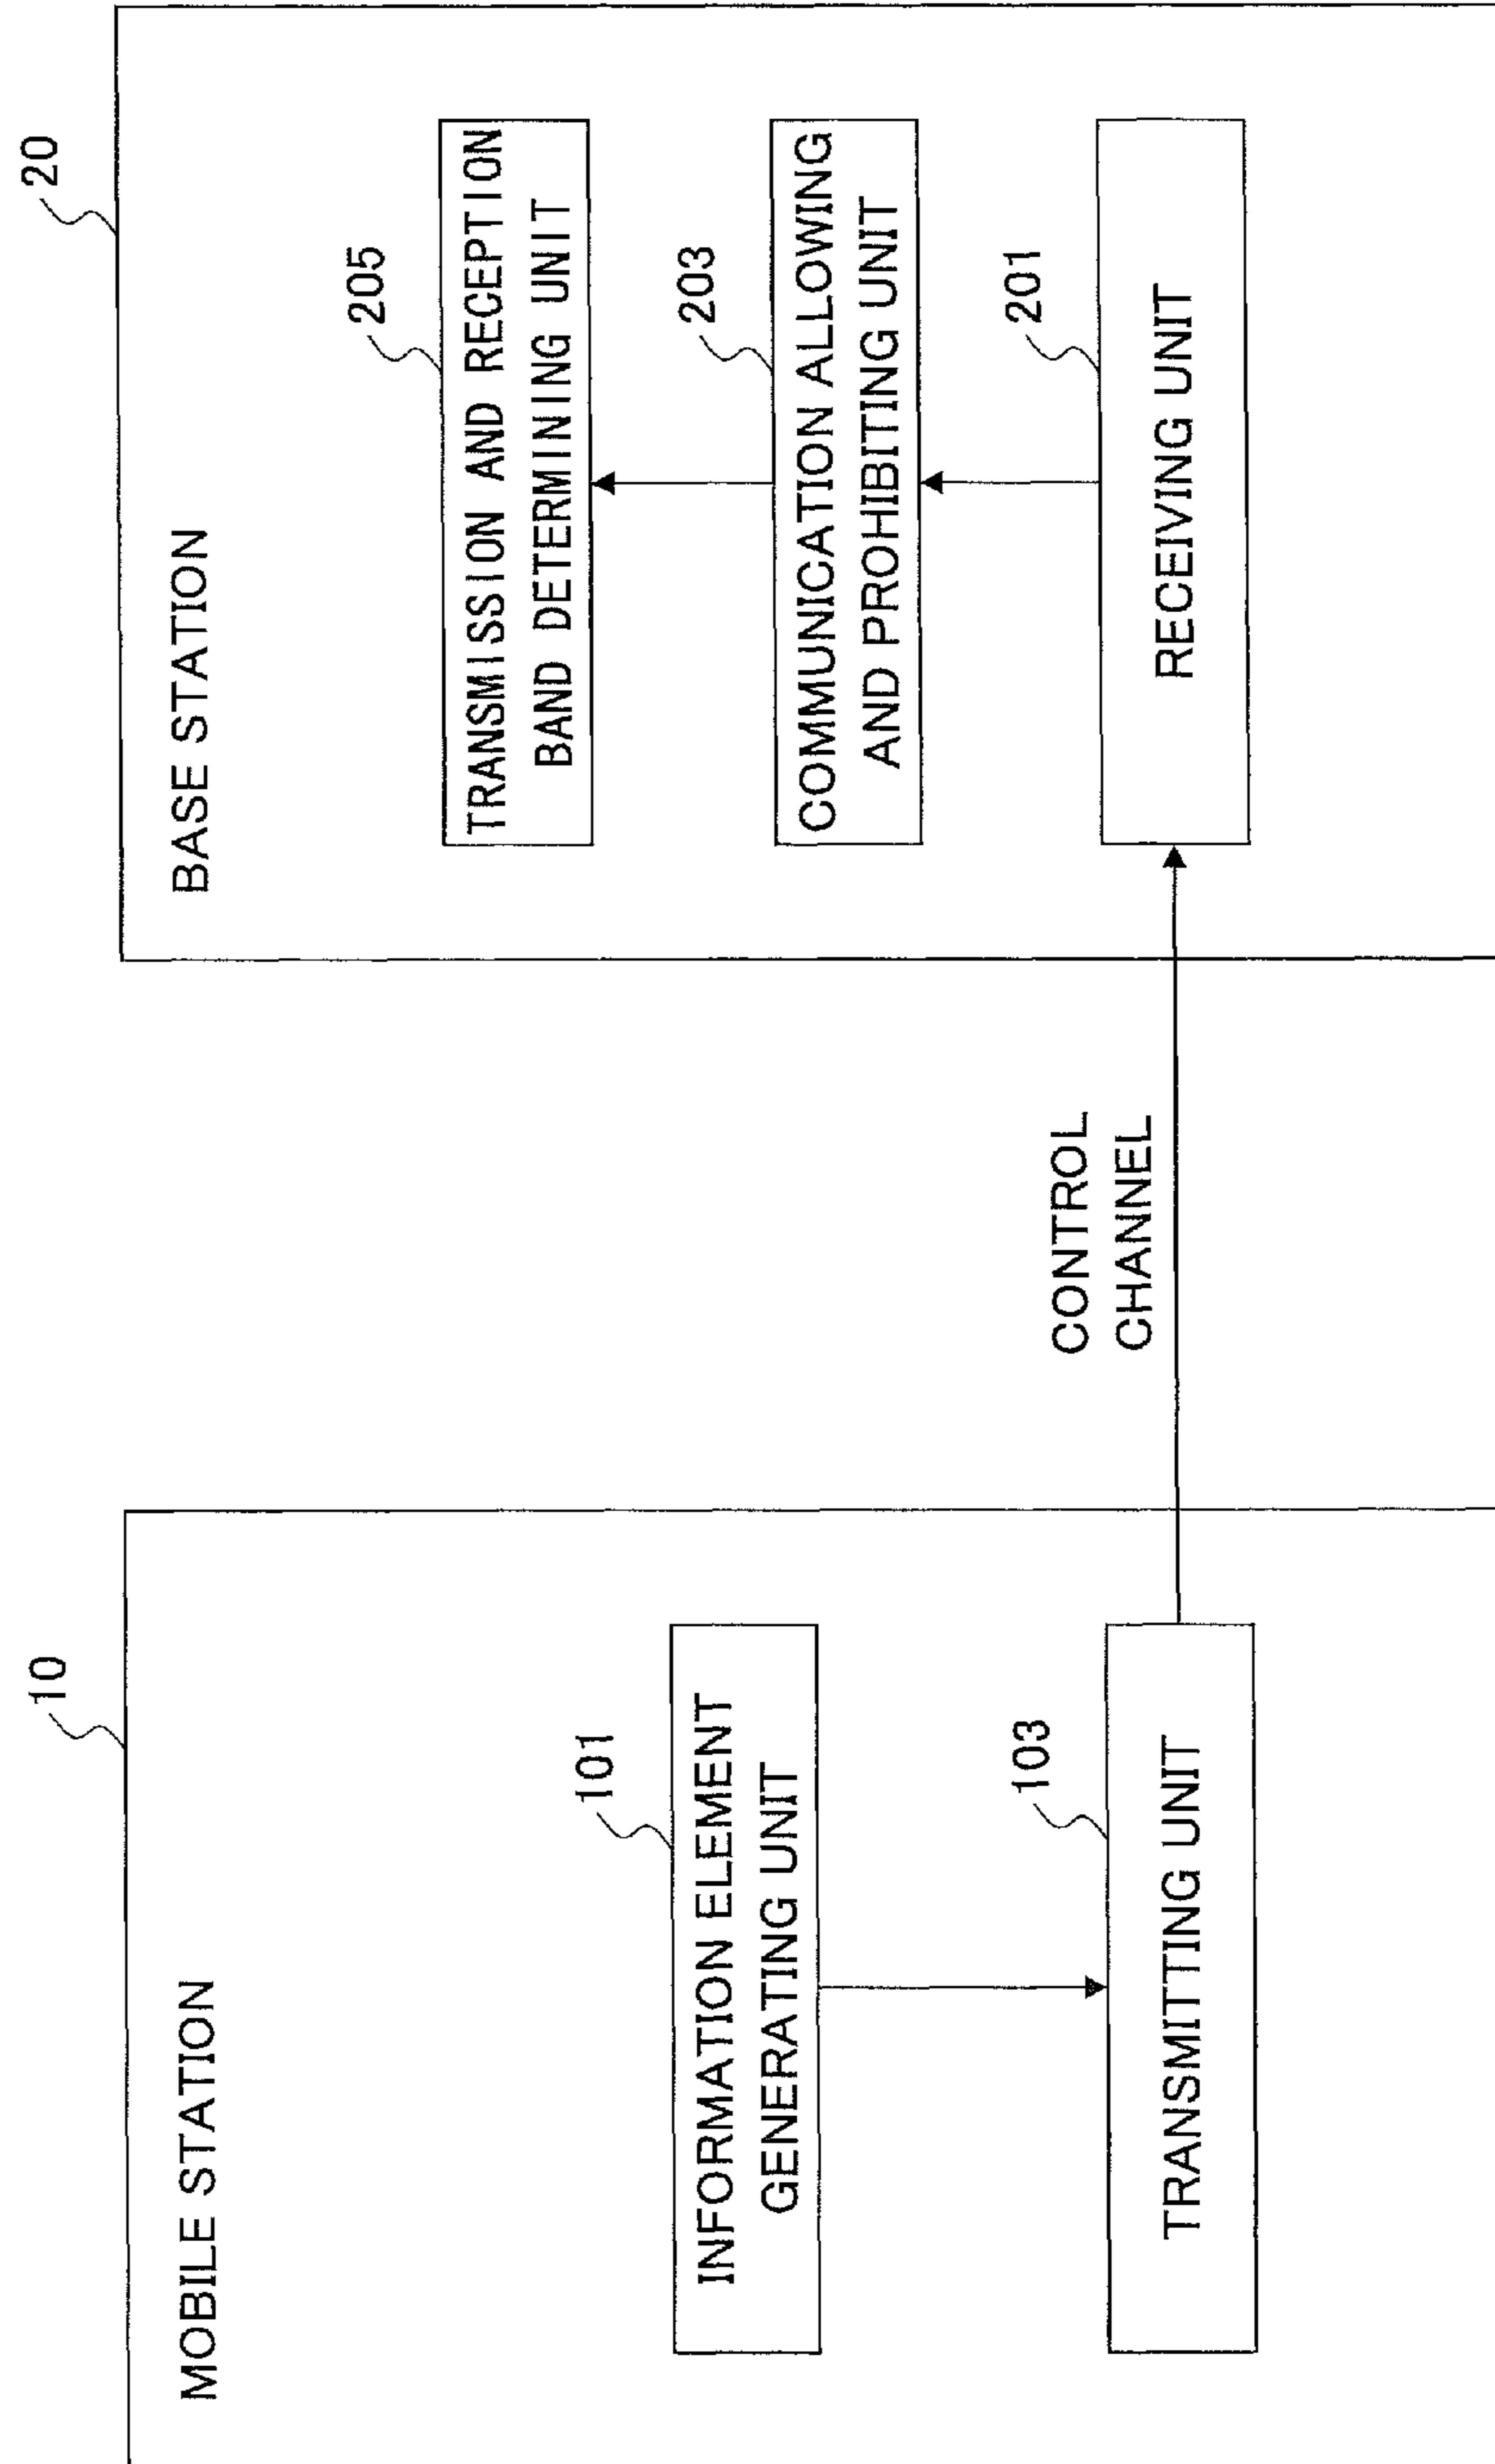 10
MOBILE STATION
101
INFORMATION ELEMENT
GENERATING UNIT
103
TRANSMITTING UNIT
CONTROL
CHANNEL
20
BASE STATION
205
TRANSMISSION AND RECEPTION
BAND DETERMINING UNIT
203
COMMUNICATION ALLOWING
AND PROHIBITING UNIT
201
RECEIVING UNIT